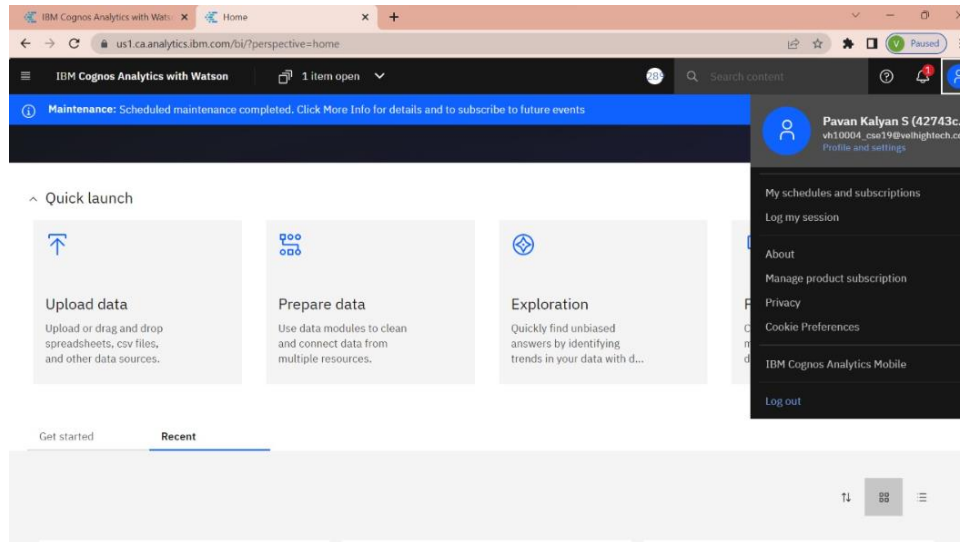 IBM Cognos Analytics with Wats
Home
us1.ca.analytics.ibm.com/bi/?perspective=home
V
Paused
IBM Cognos Analytics with Watson
1 item open
Search content
1
Maintenance: Scheduled maintenance completed. Click More Info for details and to subscribe to future events
Pavan Kalyan S (42743c.
vh10004_cse19@velhightech.co
Profile and settings
My schedules and subscriptions
Log my session
About
Manage product subscription
Privacy
Cookie Preferences
IBM Cognos Analytics Mobile
Log out
Quick launch
Upload data
Upload or drag and drop
spreadsheets, csv files,
and other data sources.
Prepare data
Use data modules to clean
and connect data from
multiple resources.
Exploration
Quickly find unbiased
answers by identifying
trends in your data with d...
Get started
Recent